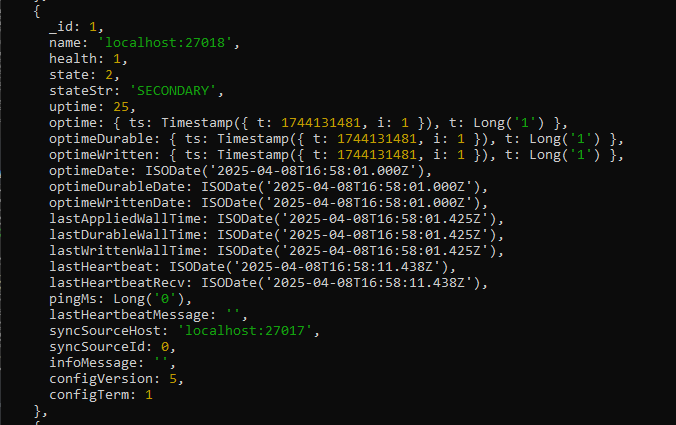 {
_id: 1,
name: 'localhost:27018',
health: 1,
state: 2,
stateStr: 'SECONDARY',
uptime: 25,
optime: { ts: Timestamp({ t: 1744131481, i: 1 }), t: Long('1') },
optimeDurable: { ts: Timestamp({ t: 1744131481, i: 1 }), t: Long('1') },
optimeWritten: { ts: Timestamp({ t: 1744131481, i: 1 }), t: Long('1') },
optimeDate: ISODate('2025-04-08T16:58:01.000Z'),
optimeDurableDate: ISODate('2025-04-08T16:58:01.000Z'),
optimeWrittenDate: ISODate('2025-04-08T16:58:01.000Z'),
lastAppliedWallTime: ISODate('2025-04-08T16:58:01.425Z'),
lastDurableWallTime: ISODate('2025-04-08T16:58:01.425Z'),
lastWrittenWallTime: ISODate('2025-04-08T16:58:01.425Z'),
lastHeartbeat: ISODate('2025-04-08T16:58:11.438Z'),
lastHeartbeatRecv: ISODate('2025-04-08T16:58:11.438Z'),
pingMs: Long('0'),
lastHeartbeatMessage: '',
syncSourceHost: 'localhost:27017',
syncSourceId: 0,
infoMessage: '',
configVersion: 5,
configTerm: 1
},